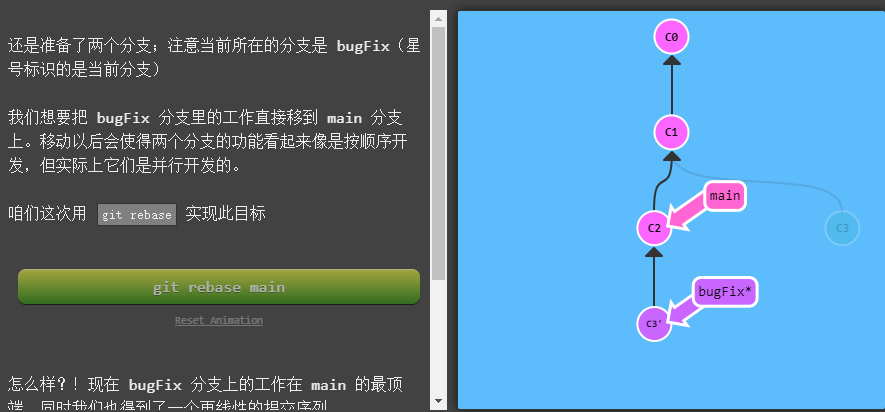 还是准备了两个分支；注意当前所在的分支是 bugFix（星
号标识的是当前分支）
我们想要把 bugFix 分支里的工作直接移到 main 分支
上。移动以后会使得两个分支的功能看起来像是按顺序开
发，但实际上它们是并行开发的。
咱们这次用 git rebase 实现此目标
git rebase main
Reset Animation
怎么样？！现在 bugFix 分支上的工作在 main 的最顶
端，同时我们也得到了一个更线性的提交序列
C0
C1
main
C2
C3
bugFix*
C3'